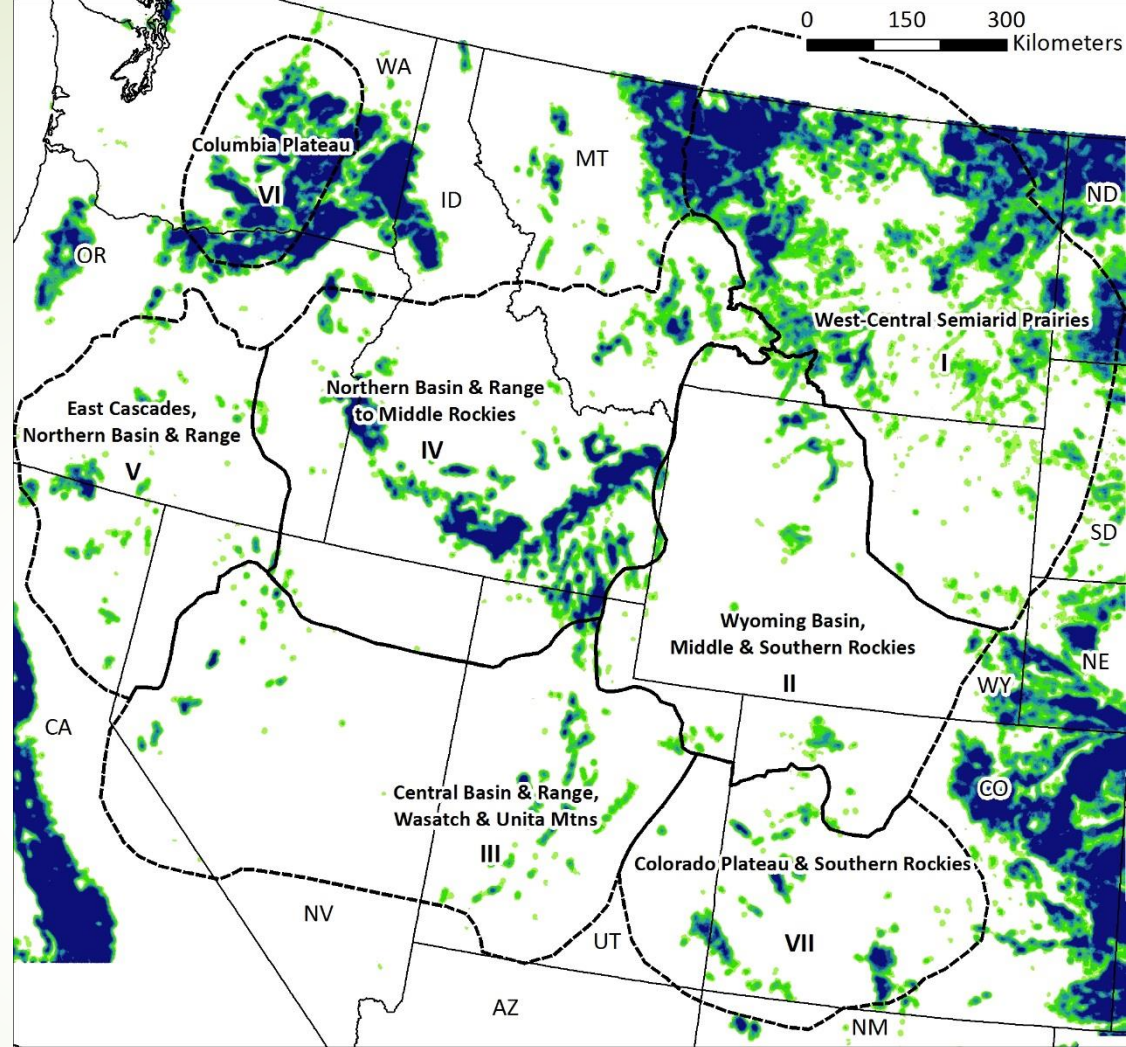 0 150 300
Kilometers
WA
Columbia Plateau
VI
MT
ID
ND
OR
West-Central Semiarid Prairies
I
Northern Basin & Range
to Middle Rockies
IV
East Cascades,
Northern Basin & Range
V
SD
Wyoming Basin,
Middle & Southern Rockies
II
NE
WY
CA
CO
Central Basin & Range,
Wasatch & Unita Mtns
III
Colorado Plateau & Southern Rockies
VII
NV
UT
AZ
NM